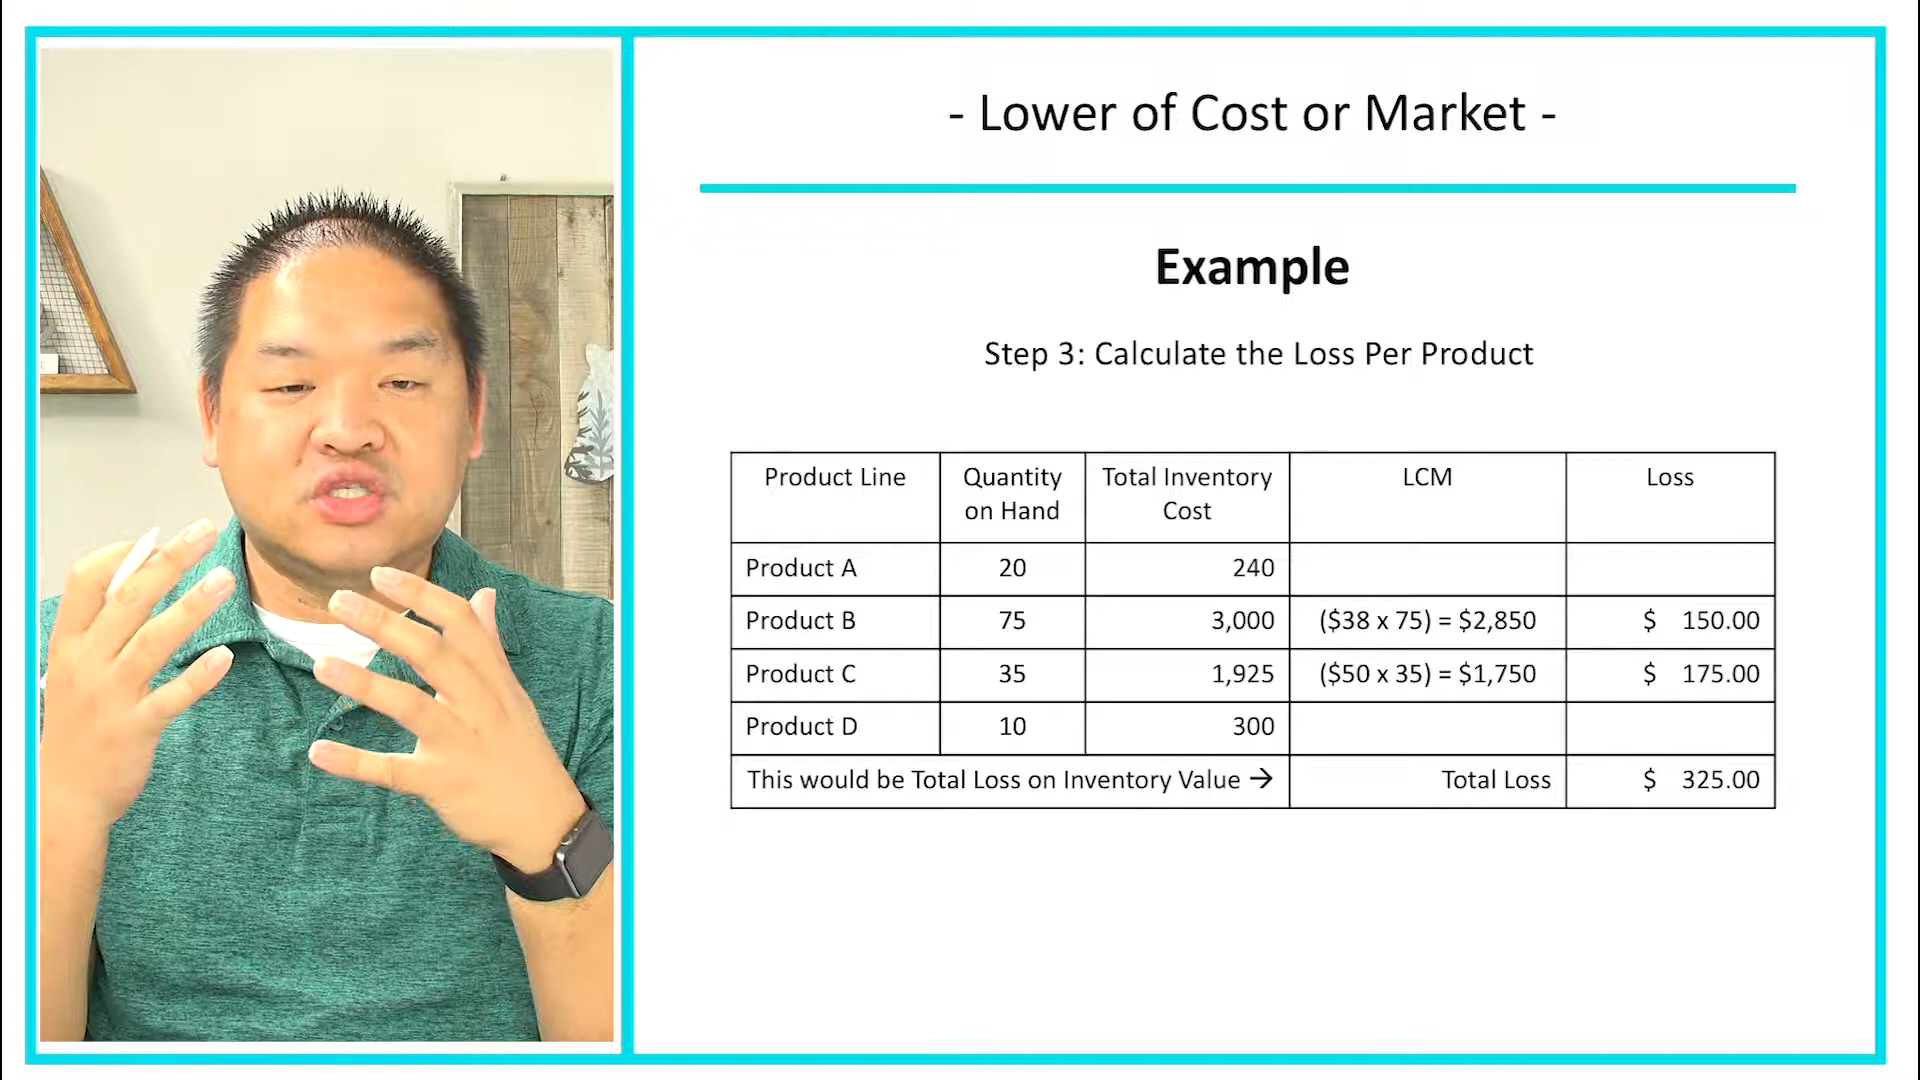 - Lower of Cost or Market -
Example
Step 3: Calculate the Loss Per Product
Product Line Quantity on Hand Total Inventory Cost LCM Loss
Product A 20 240
Product B 75 3,000 ($38 x 75) = $2,850 $ 150.00
Product C 35 1,925 ($50 x 35) = $1,750 $ 175.00
Product D 10 300
This would be Total Loss on Inventory Value → Total Loss $ 325.00